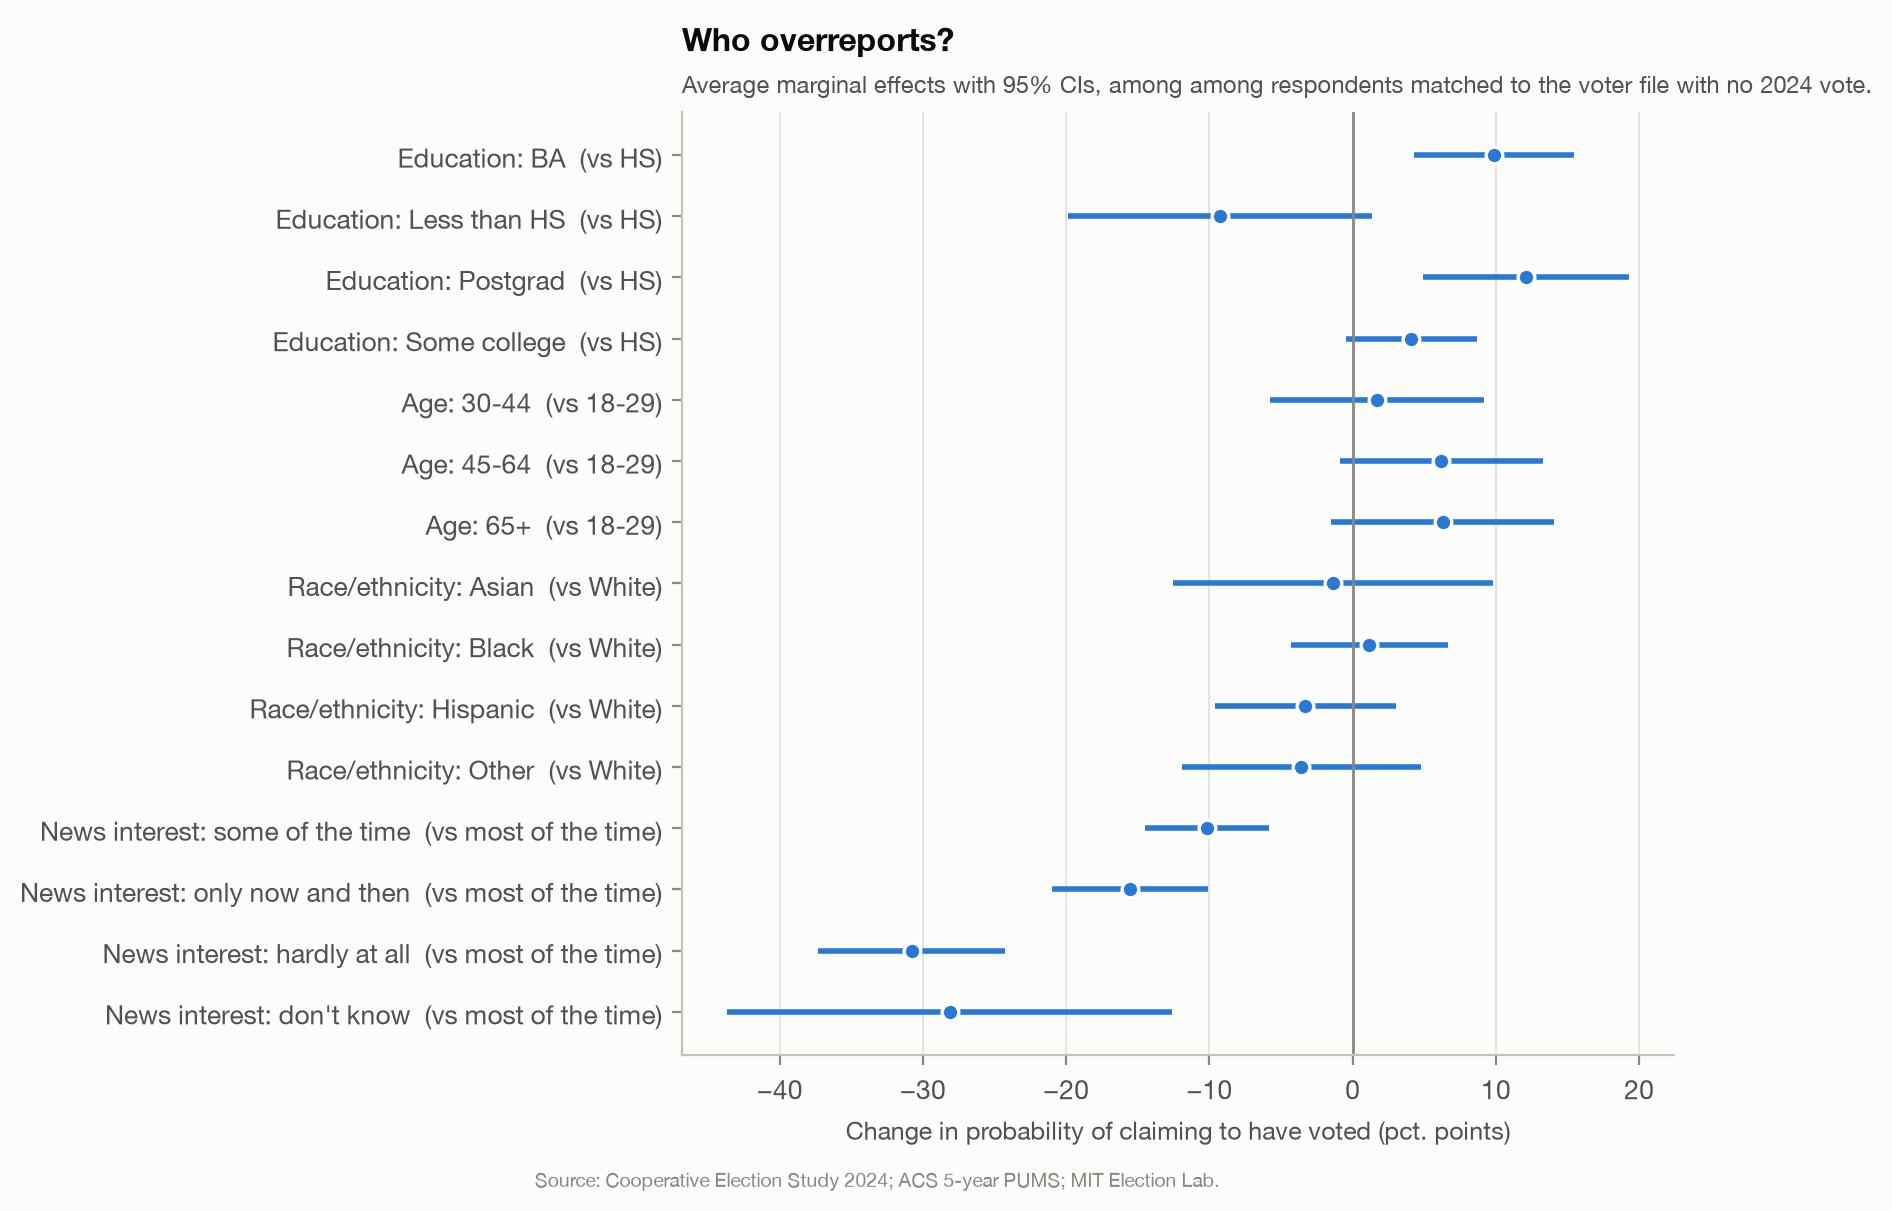 Who overreports?
Average marginal effects with 95% CIs, among among respondents matched to the voter file with no 2024 vote.
Education: BA (vs HS)
Education: Less than HS (vs HS)
Education: Postgrad (vs HS)
Education: Some college (vs HS)
Age: 30-44 (vs 18-29)
Age: 45-64 (vs 18-29)
Age: 65+ (vs 18-29)
Race/ethnicity: Asian (vs White)
Race/ethnicity: Black (vs White)
Race/ethnicity: Hispanic (vs White)
Race/ethnicity: Other (vs White)
News interest: some of the time (vs most of the time)
News interest: only now and then (vs most of the time)
News interest: hardly at all (vs most of the time)
News interest: don't know (vs most of the time)
−40 −30 −20 −10 0 10 20
Change in probability of claiming to have voted (pct. points)
Source: Cooperative Election Study 2024; ACS 5-year PUMS; MIT Election Lab.